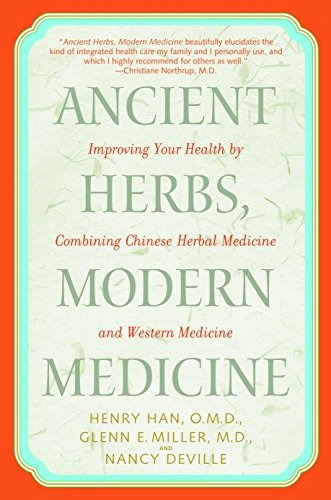 "Ancient Herbs, Modern Medicine beautifully elucidates the
kind of integrated health care my family and I personally use, and
which I highly recommend for others as well."
—Christiane Northrup, M.D.
ANCIENT
Improving Your Health by
HERBS,
Combining Chinese Herbal Medicine
MODERN
and Western Medicine
MEDICINE
HENRY HAN, O.M.D.,
GLENN E. MILLER, M.D.,
AND
NANCY DEVILLE